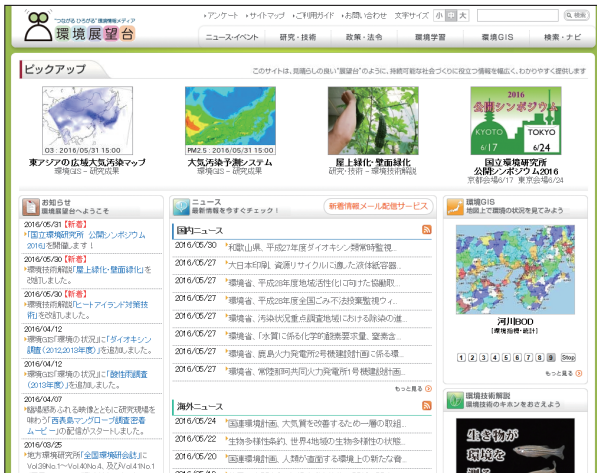 "つながる ひろがる"環境情報メディア
環境展望台
アンケート サイトマップ ご利用ガイド お問い合わせ 文字サイズ 小 中 大 検索
ニュース・イベント 研究・技術 政策・法令 環境学習 環境GIS 検索・ナビ
ピックアップ
このサイトは、見晴らしの良い"展望台"のように、持続可能な社会づくりに役立つ情報を幅広く、わかりやすく提供します
03 : 2016/05/31 15:00
東アジアの広域大気汚染マップ
環境GIS - 研究成果
PM2.5 : 2016/05/31 15:00
大気汚染予測システム
環境GIS - 研究成果
屋上緑化・壁面緑化
研究・技術 - 環境技術解説
2016
公開シンポジウム
KYOTO
6/17
TOKYO
6/24
国立環境研究所
公開シンポジウム2016
京都会場6/17 東京会場6/24
お知らせ
環境展望台へようこそ
2016/05/31【新着】
「国立環境研究所 公開シンポジウム
2016」を開催します!
2016/05/30【新着】
環境技術解説「屋上緑化・壁面緑化」を
改訂しました。
2016/05/30【新着】
環境技術解説「ヒートアイランド対策技
術」を改訂しました。
2016/04/12
環境GIS「環境の状況」に「ダイオキシン
調査(2012,2013年度)」を追加しました。
2016/04/12
環境GIS「環境の状況」に「酸性雨調査
(2013年度)」を追加しました。
2016/04/07
臨場感あふれる映像とともに研究現場を
味わう「西表島マングローブ調査密着
ムービー」の配信がスタートしました。
2016/03/25
地方環境研究所「全国環境研会誌」に
Vol.39No.1～Vol.40No.4、及びVol.41No.1
ニュース
最新情報を今すぐチェック!
新着情報メール配信サービス
国内ニュース
2016/05/30 和歌山県、平成27年度ダイオキシン類常時監視...
2016/05/27 大日本印刷、資源リサイクルに適した液体紙容器...
2016/05/27 環境省、平成28年度地域活性化に向けた協働取...
2016/05/27 環境省、平成28年度全国ごみ不法投棄監視ウィ...
2016/05/27 環境省、汚染状況重点調査地域における除染の進...
2016/05/27 環境省、「水質に係る化学的酸素要求量、窒素含...
2016/05/27 環境省、鹿島火力発電所2号機建設計画に係る環...
2016/05/27 環境省、常陸那珂共同火力発電所1号機建設計画...
もっと見る
海外ニュース
2016/05/24 国連環境計画、大気質を改善するため一層の取組...
2016/05/22 生物多様性条約、世界4地域の生物多様性の状態...
2016/05/20 国連環境計画、人類が直面する環境上の新たな脅...
環境GIS
地図上で環境の状況を見てみよう
河川BOD
[環境指標・統計]
1 2 3 4 5 6 7 8 9 Stop
もっと見る
環境技術解説
環境技術のキホンをおさえよう
生き物が
環境を